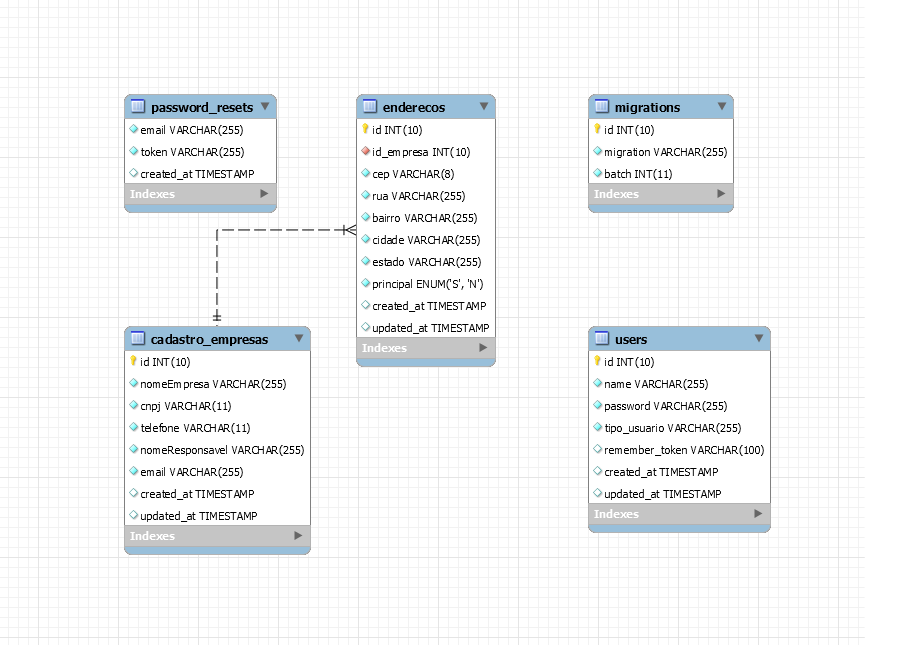 password_resets
email VARCHAR(255)
token VARCHAR(255)
created_at TIMESTAMP
Indexes
enderecos
id INT(10)
id_empresa INT(10)
cep VARCHAR(8)
rua VARCHAR(255)
bairro VARCHAR(255)
cidade VARCHAR(255)
estado VARCHAR(255)
principal ENUM('S', 'N')
created_at TIMESTAMP
updated_at TIMESTAMP
Indexes
migrations
id INT(10)
migration VARCHAR(255)
batch INT(11)
Indexes
cadastro_empresas
id INT(10)
nomeEmpresa VARCHAR(255)
cnpj VARCHAR(11)
telefone VARCHAR(11)
nomeResponsavel VARCHAR(255)
email VARCHAR(255)
created_at TIMESTAMP
updated_at TIMESTAMP
Indexes
users
id INT(10)
name VARCHAR(255)
password VARCHAR(255)
tipo_usuario VARCHAR(255)
remember_token VARCHAR(100)
created_at TIMESTAMP
updated_at TIMESTAMP
Indexes